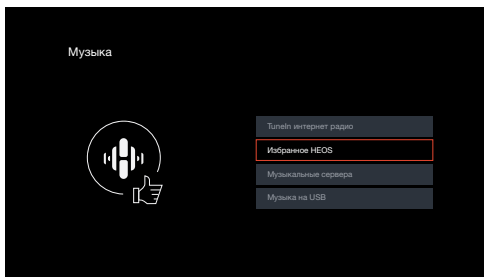 Музыка
TuneIn интернет радио
Избранное HEOS
Музыкальные сервера
Музыка на USB